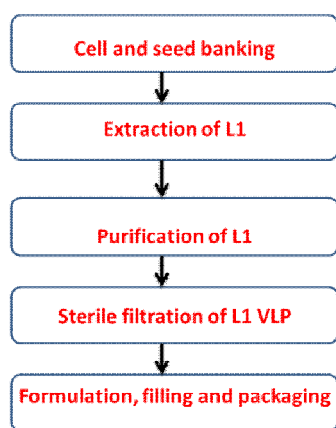 Cell and seed banking
Extraction of L1
Purification of L1
Sterile filtration of L1 VLP
Formulation, filling and packaging